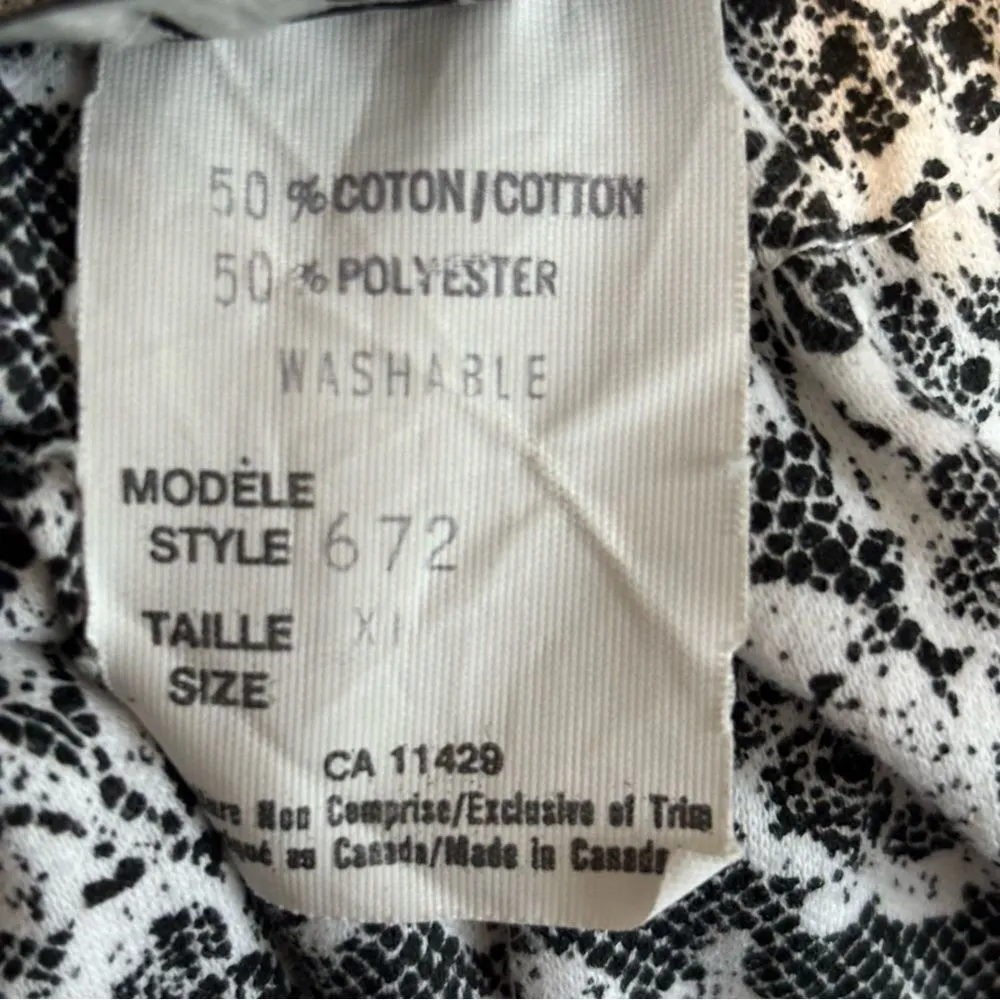 50 % COTON/COTTON
50 % POLYESTER
WASHABLE
MODÈLE
STYLE 672
TAILLE
SIZE
CA 11429
Non Comprise/Exclusive of Trim
au Canada/Made in Canada